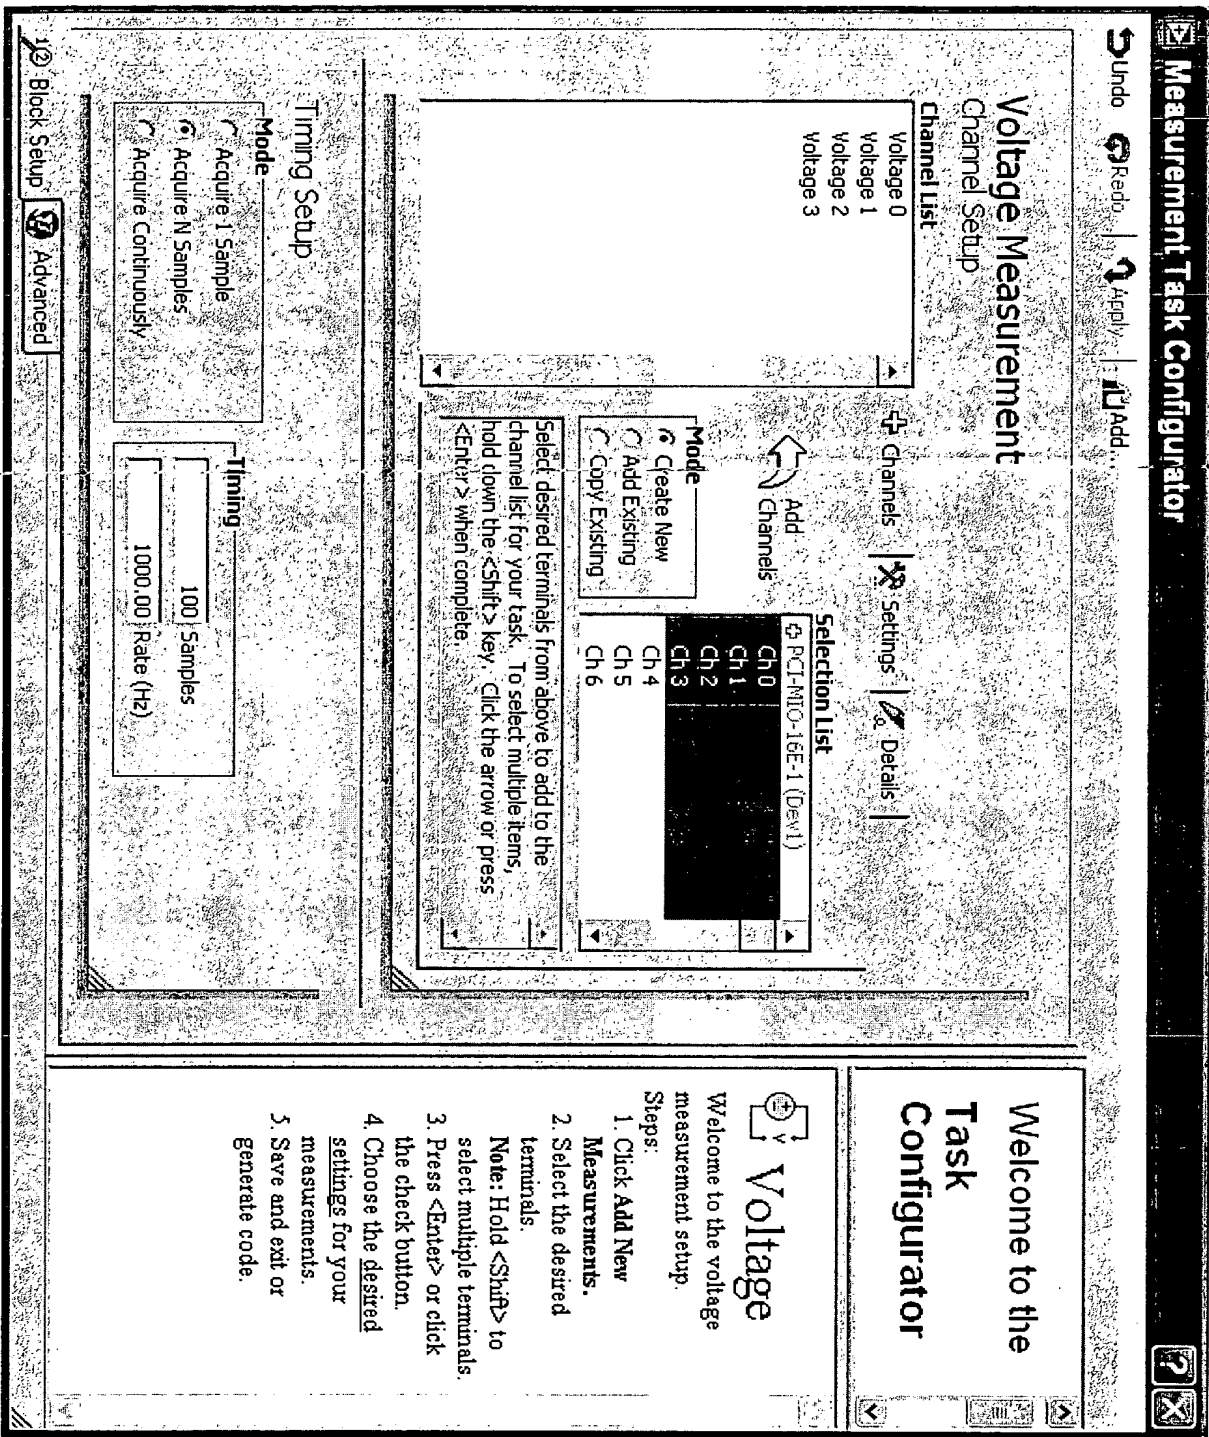 Measurement Task Configurator
Undo Redo Apply Add...
Voltage Measurement
Channel Setup
Channel List
Voltage 0
Voltage 1
Voltage 2
Voltage 3
Channels Settings Details
Add
Channels
Selection List
PCI-MIO-16E-1 (Dev1)
Ch 0
Ch 1
Ch 2
Ch 3
Ch 4
Ch 5
Ch 6
Mode
Create New
Add Existing
Copy Existing
Select desired terminals from above to add to the
channel list for your task. To select multiple items,
hold down the <Shift> key. Click the arrow or press
<Enter> when complete.
Timing Setup
Mode
Acquire 1 Sample
Acquire N Samples
Acquire Continuously
Timing
100 Samples
1000.00 Rate (Hz)
Block Setup Advanced
Welcome to the
Task
Configurator
Voltage
Welcome to the voltage
measurement setup.
Steps:
1. Click Add New
Measurements.
2. Select the desired
terminals.
Note: Hold <Shift> to
select multiple terminals.
3. Press <Enter> or click
the check button.
4. Choose the desired
settings for your
measurements.
5. Save and exit or
generate code.